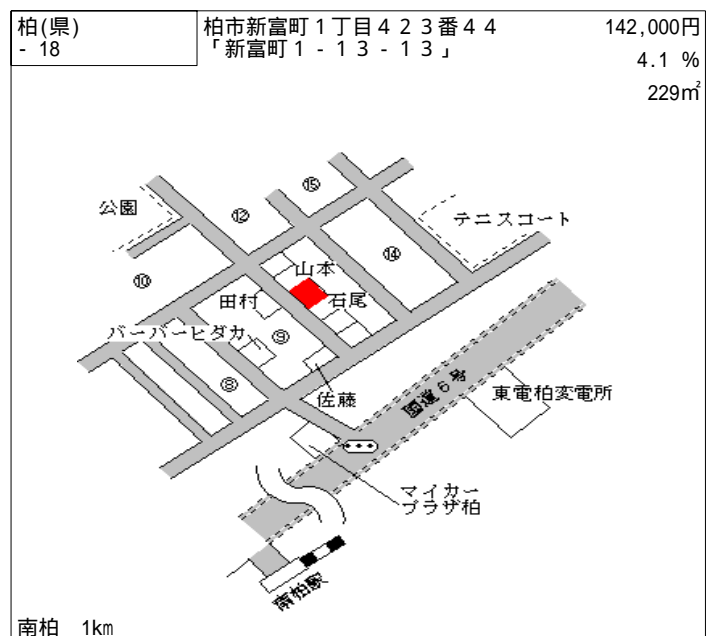 柏(県)
- 18
柏市新富町１丁目４２３番４４
「新富町１-１３-１３」
142,000円
4.1 %
229㎡
⑮
公園
⑫
テニスコート
⑭
山本
⑩
田村
石尾
バーバーヒダカ
⑨
⑧
佐藤
国道６号
東電柏変電所
マイカー
プラザ柏
南柏駅
南柏 1km